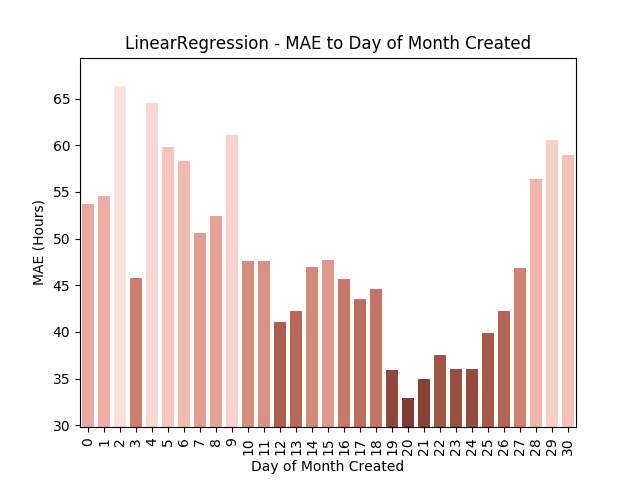 LinearRegression - MAE to Day of Month Created
MAE (Hours)
65
60
55
50
45
40
35
30
0 1 2 3 4 5 6 7 8 9 10 11 12 13 14 15 16 17 18 19 20 21 22 23 24 25 26 27 28 29 30
Day of Month Created